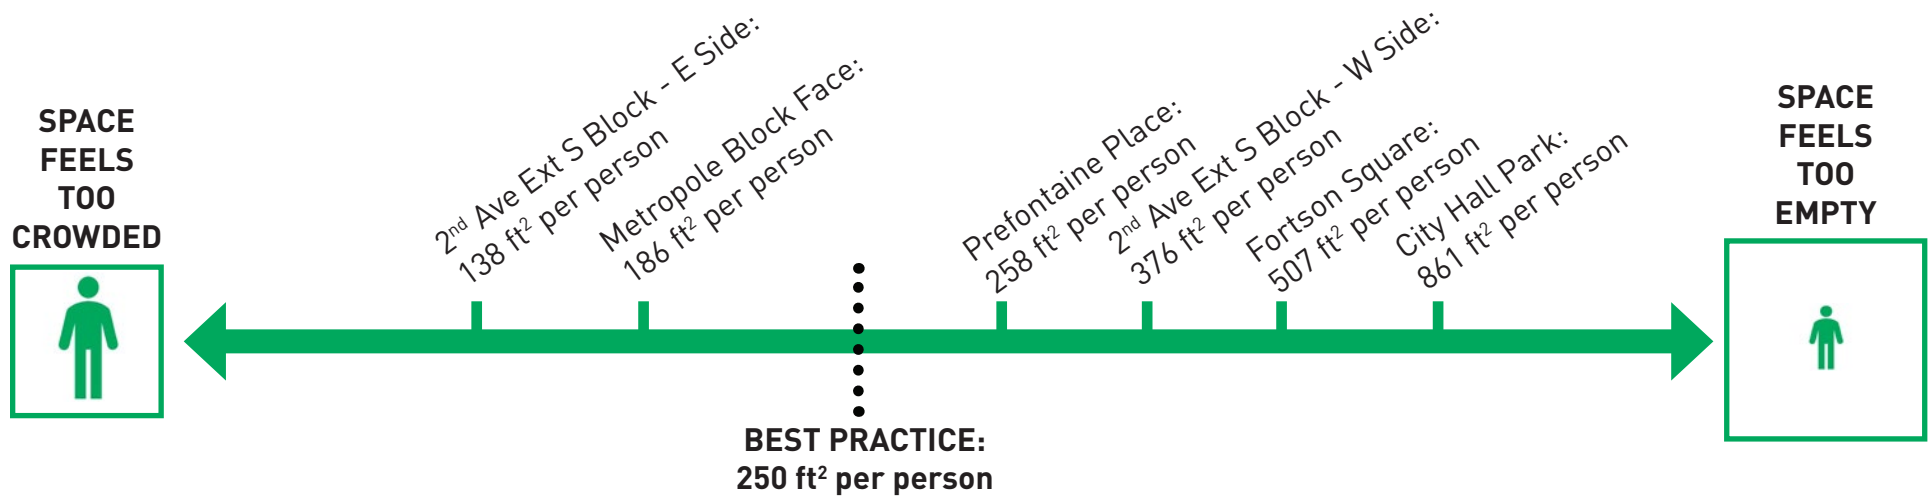 SPACE
FEELS
TOO
CROWDED
2nd Ave Ext S Block - E Side:
138 ft² per person
Metropole Block Face:
186 ft² per person
BEST PRACTICE:
250 ft² per person
Prefontaine Place:
258 ft² per person
2nd Ave Ext S Block - W Side:
376 ft² per person
Fortson Square:
507 ft² per person
City Hall Park:
861 ft² per person
SPACE
FEELS
TOO
EMPTY